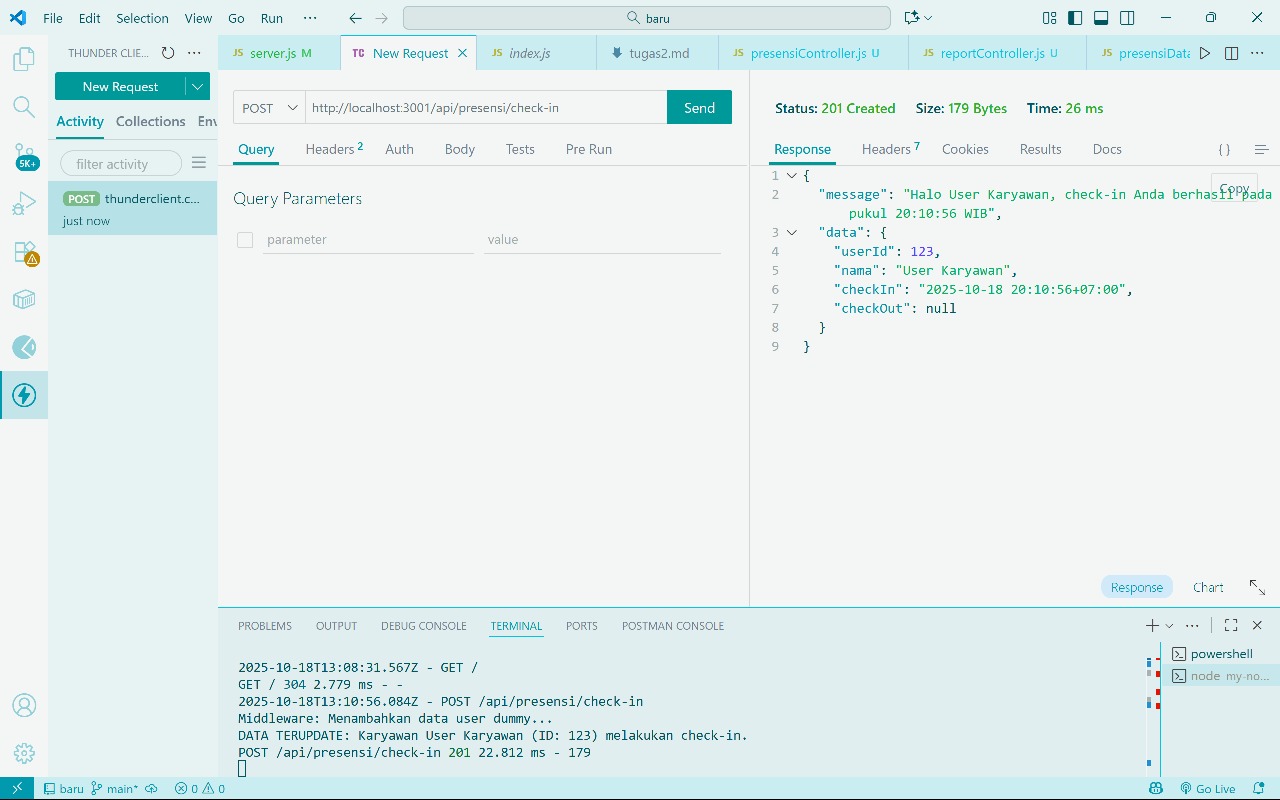 File Edit Selection View Go Run ··· baru
THUNDER CLIE... ···
New Request
Activity Collections Env
filter activity
POST thunderclient.c...
just now
5K+
JS server.js M
TC New Request
JS index.js
tugas2.md
JS presensiController.js U
JS reportController.js U
JS presensiData
POST http://localhost:3001/api/presensi/check-in Send
Query Headers 2 Auth Body Tests Pre Run
Query Parameters
parameter value
Status: 201 Created Size: 179 Bytes Time: 26 ms
Response Headers 7 Cookies Results Docs { }
Copy
1 {
2 "message": "Halo User Karyawan, check-in Anda berhasil pada
pukul 20:10:56 WIB",
3 "data": {
4 "userId": 123,
5 "nama": "User Karyawan",
6 "checkIn": "2025-10-18 20:10:56+07:00",
7 "checkOut": null
8 }
9 }
Response Chart
PROBLEMS OUTPUT DEBUG CONSOLE TERMINAL PORTS POSTMAN CONSOLE
2025-10-18T13:08:31.567Z - GET /
GET / 304 2.779 ms - -
2025-10-18T13:10:56.084Z - POST /api/presensi/check-in
Middleware: Menambahkan data user dummy...
DATA TERUPDATE: Karyawan User Karyawan (ID: 123) melakukan check-in.
POST /api/presensi/check-in 201 22.812 ms - 179
powershell
node my-no...
baru main* 0 0 Go Live